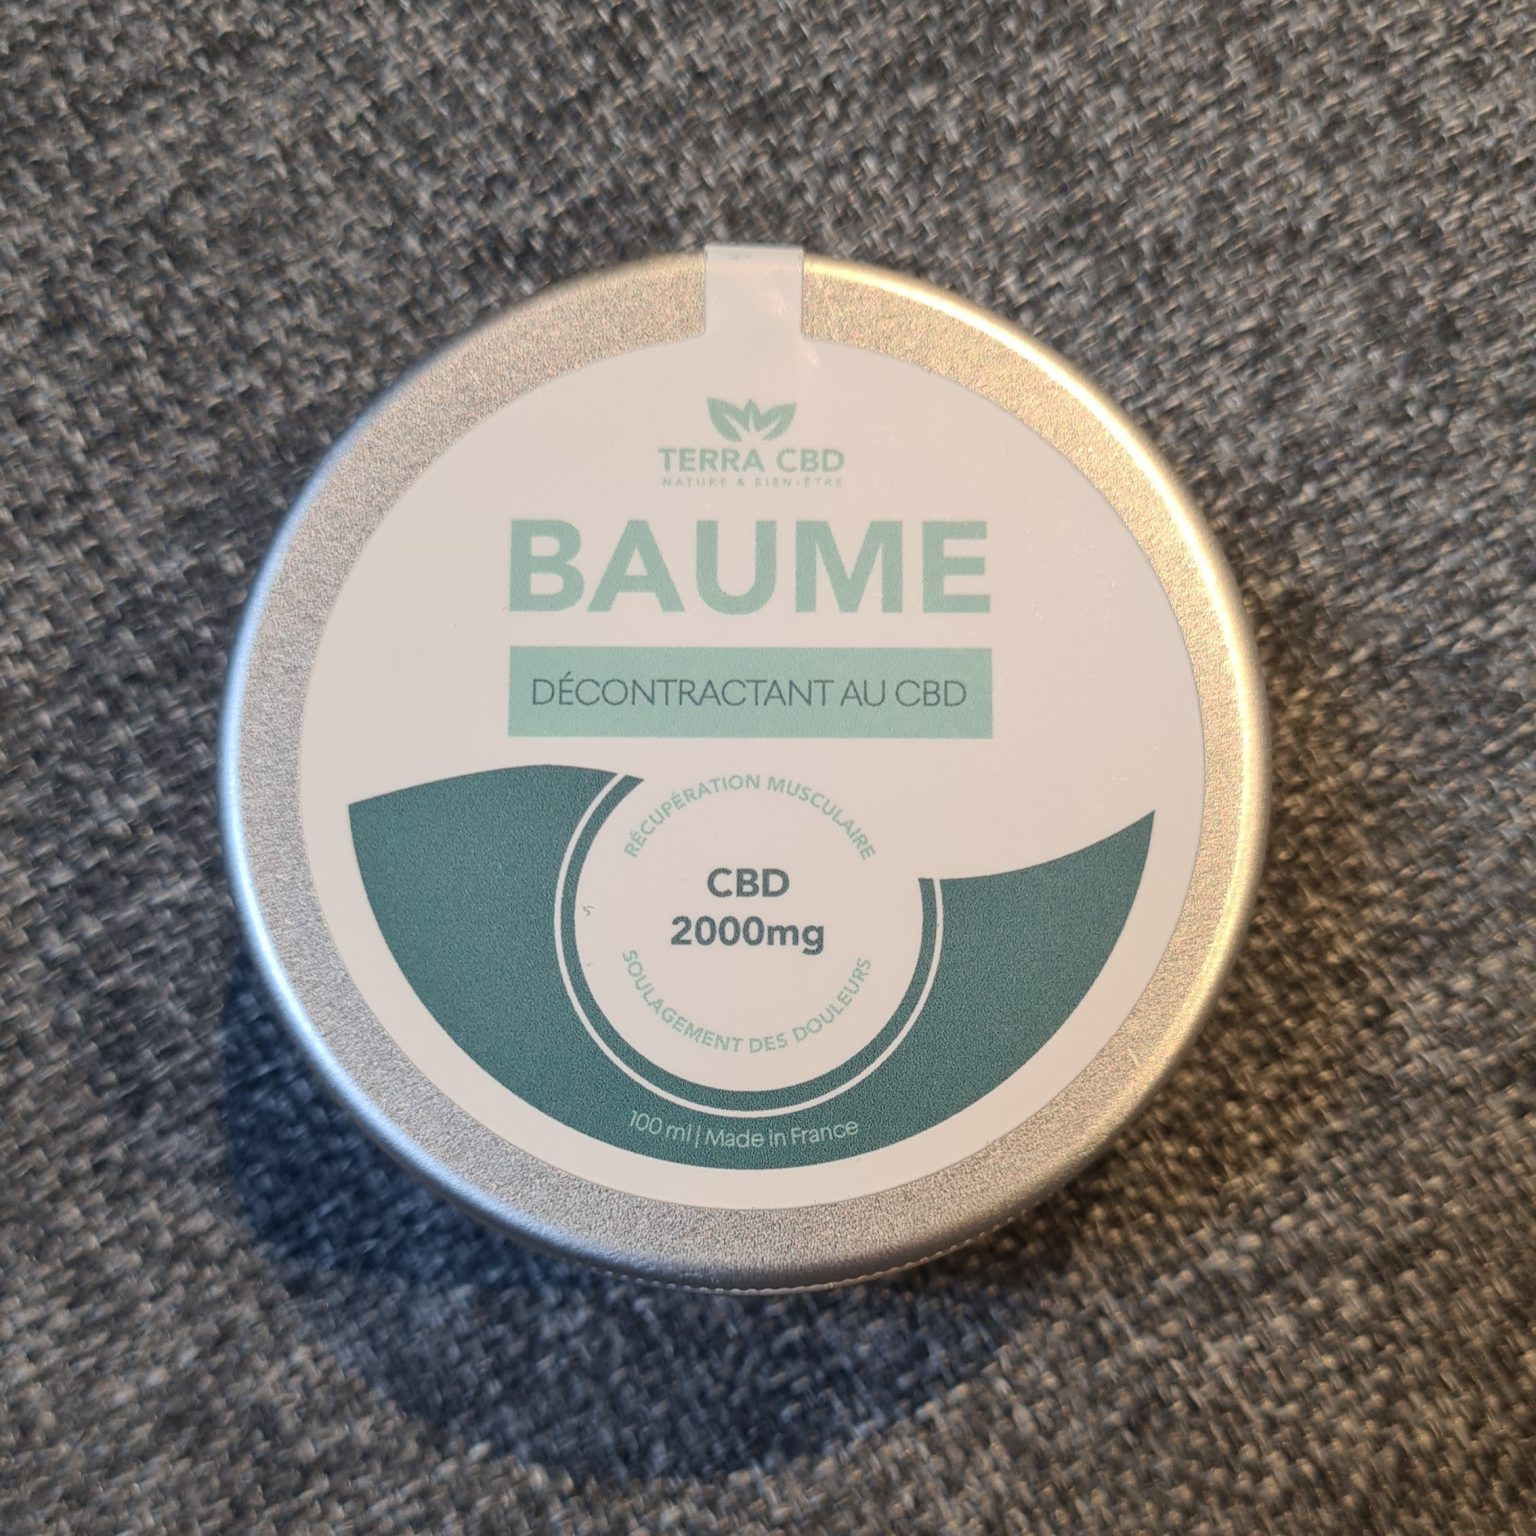 TERRA CBD
NATURE & BIEN-ÊTRE
BAUME
DÉCONTRACTANT AU CBD
RÉCUPÉRATION MUSCULAIRE
CBD
2000mg
SOULAGEMENT DES DOULEURS
100 ml | Made in France